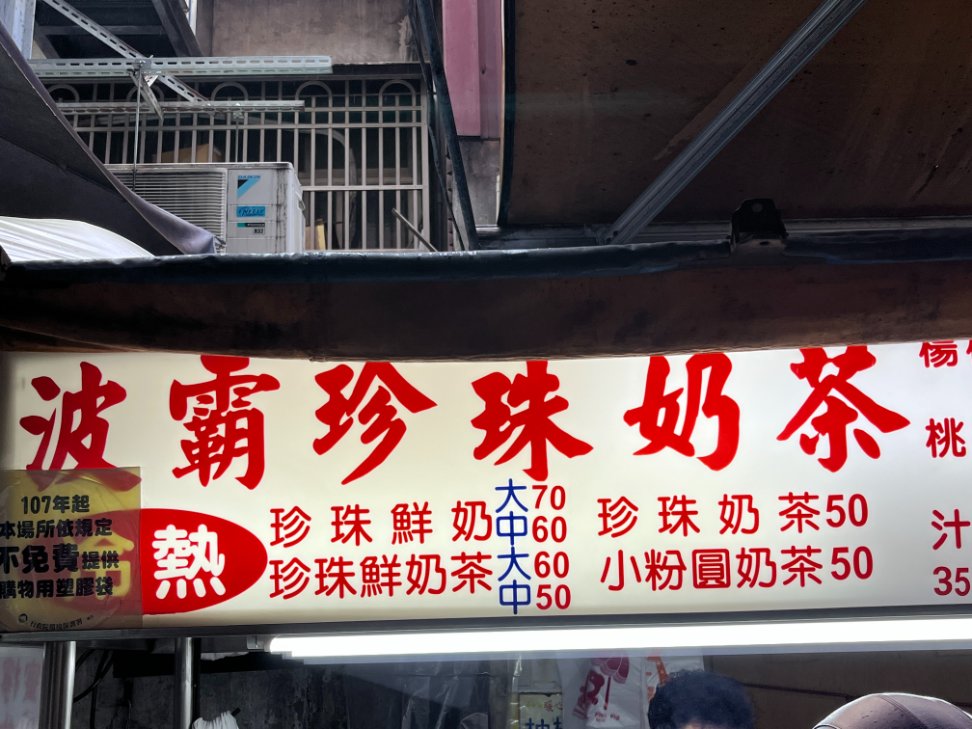 DAIKIN
波霸珍珠奶茶
107年起
本場所依規定
不免費提供
購物用塑膠袋
熱
珍珠鮮奶 大70
中60
珍珠鮮奶茶 大60
中50
珍珠奶茶50
小粉圓奶茶50
楊
桃
汁
35